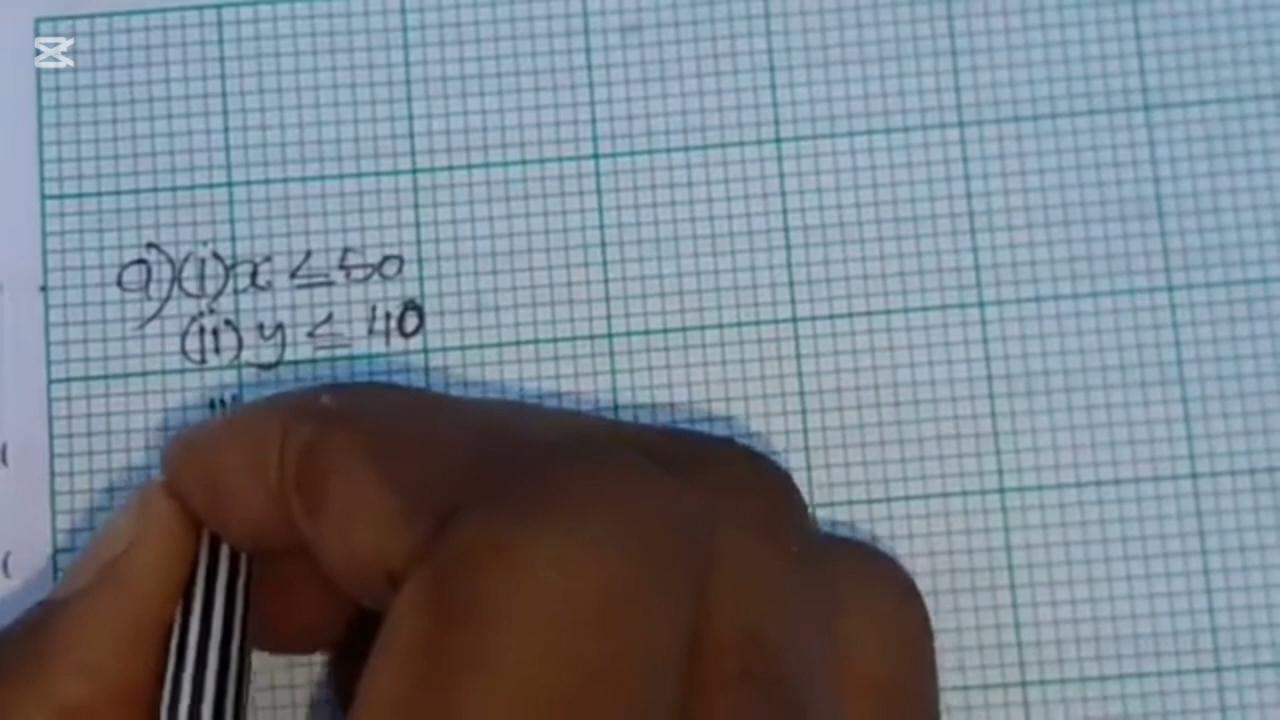 a)(i) x ≤ 50
(ii) y ≤ 40